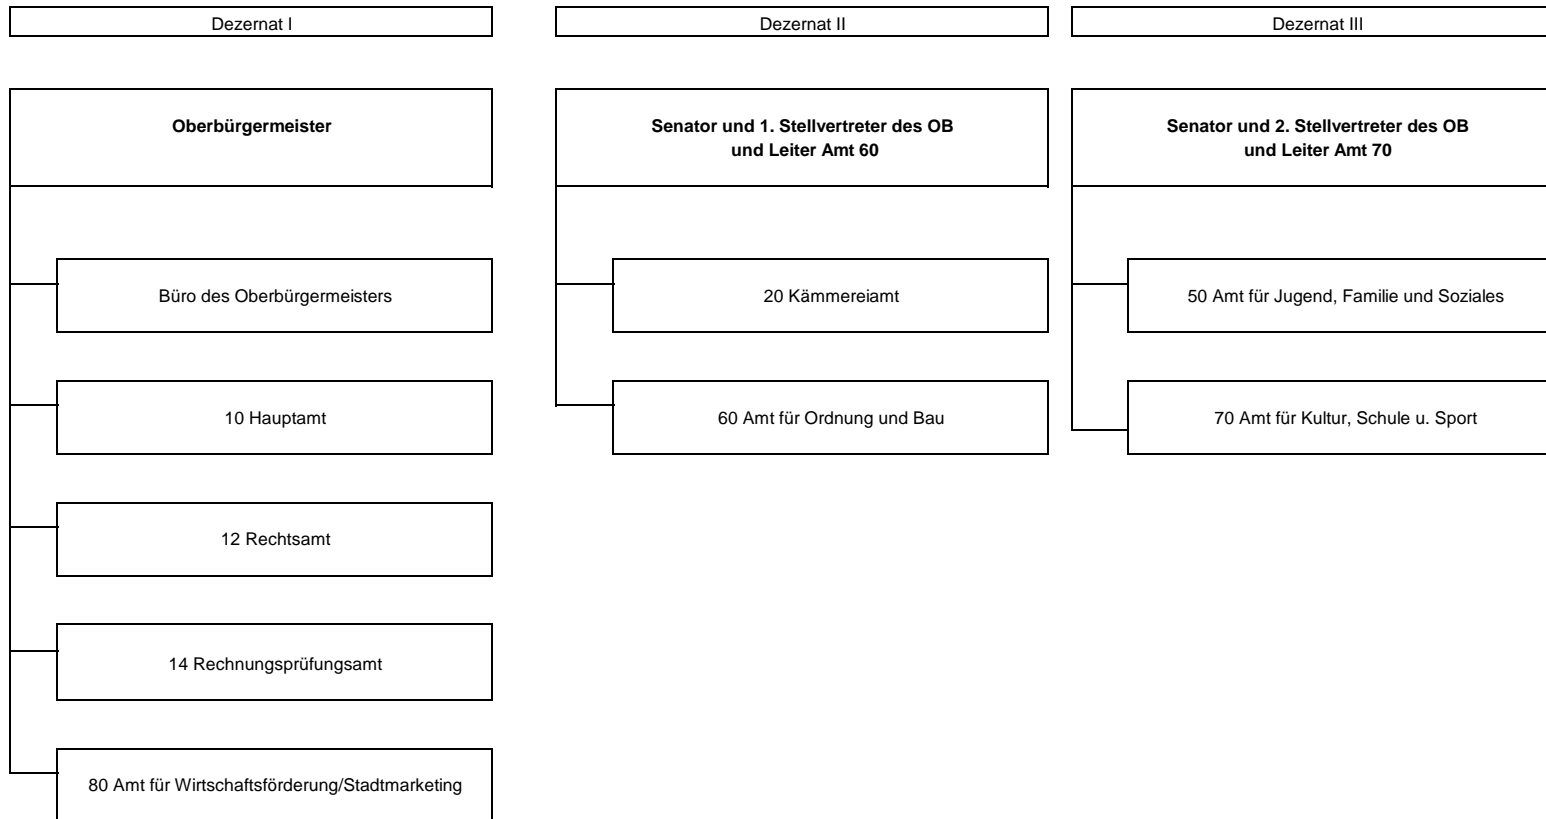 Dezernat I
Dezernat II
Dezernat III
Oberbürgermeister
Senator und 1. Stellvertreter des OB
und Leiter Amt 60
Senator und 2. Stellvertreter des OB
und Leiter Amt 70
Büro des Oberbürgermeisters
20 Kämmereiamt
50 Amt für Jugend, Familie und Soziales
10 Hauptamt
60 Amt für Ordnung und Bau
70 Amt für Kultur, Schule u. Sport
12 Rechtsamt
14 Rechnungsprüfungsamt
80 Amt für Wirtschaftsförderung/Stadtmarketing